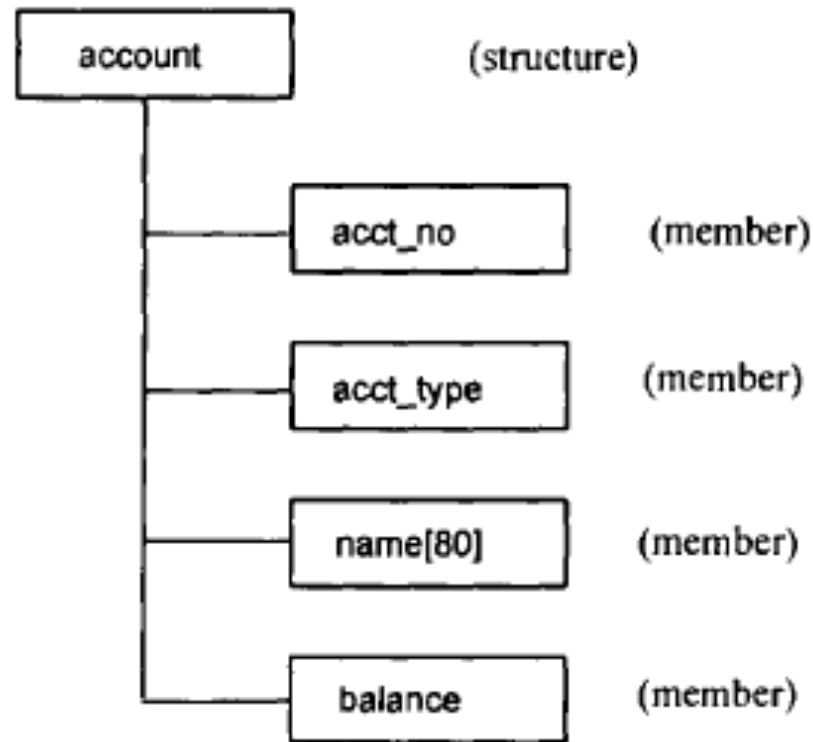 account (structure)
acct_no (member)
acct_type (member)
name[80] (member)
balance (member)